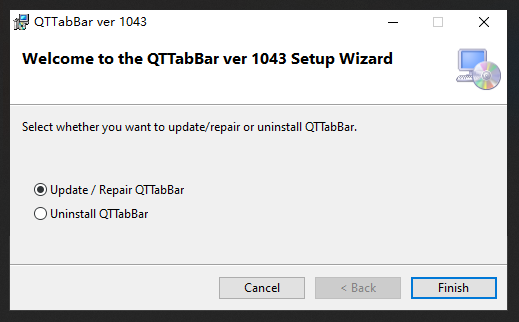 QTTabBar ver 1043
Welcome to the QTTabBar ver 1043 Setup Wizard
Select whether you want to update/repair or uninstall QTTabBar.
Update / Repair QTTabBar
Uninstall QTTabBar
Cancel
< Back
Finish